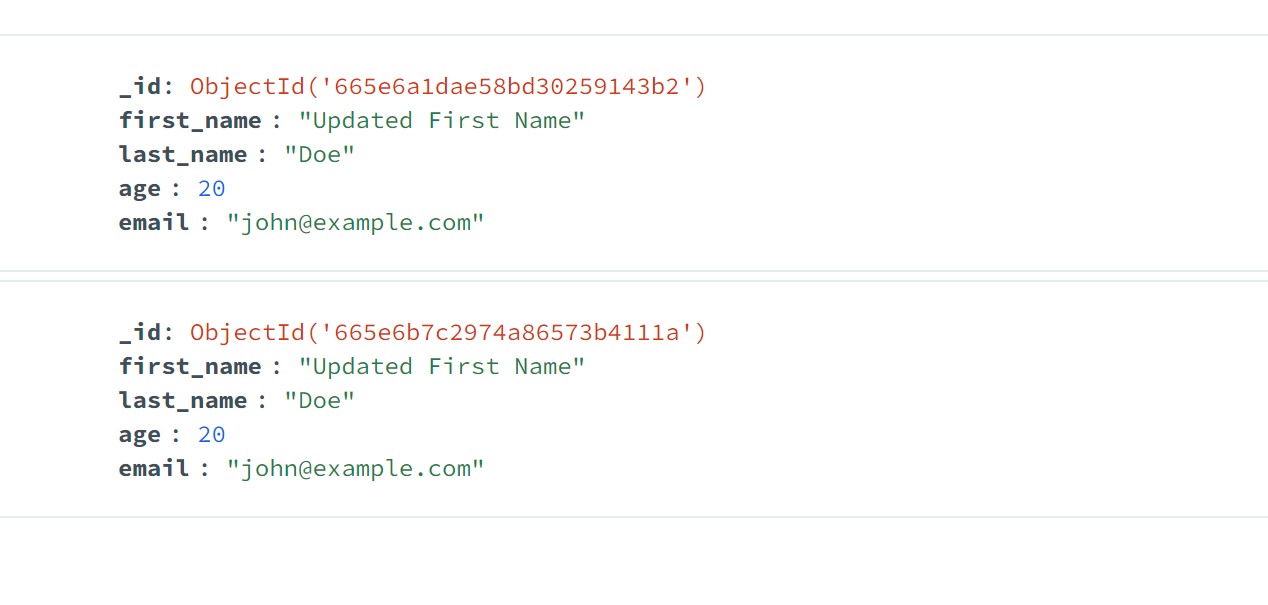 _id: ObjectId('665e6a1dae58bd30259143b2')
first_name : "Updated First Name"
last_name : "Doe"
age : 20
email : "john@example.com"
_id: ObjectId('665e6b7c2974a86573b4111a')
first_name : "Updated First Name"
last_name : "Doe"
age : 20
email : "john@example.com"